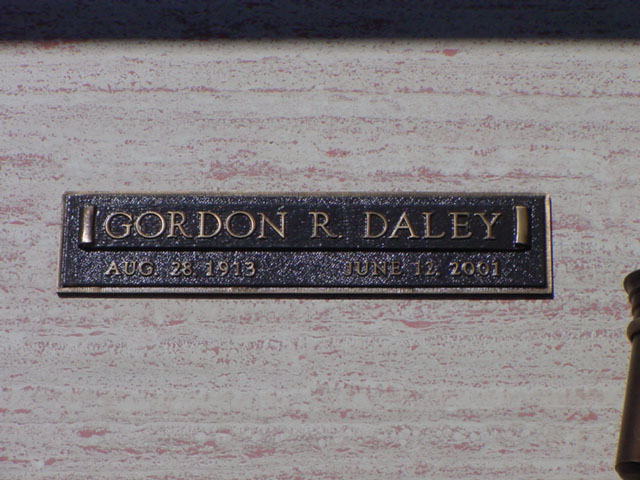 GORDON R. DALEY
AUG. 28, 1913 JUNE 12, 2001